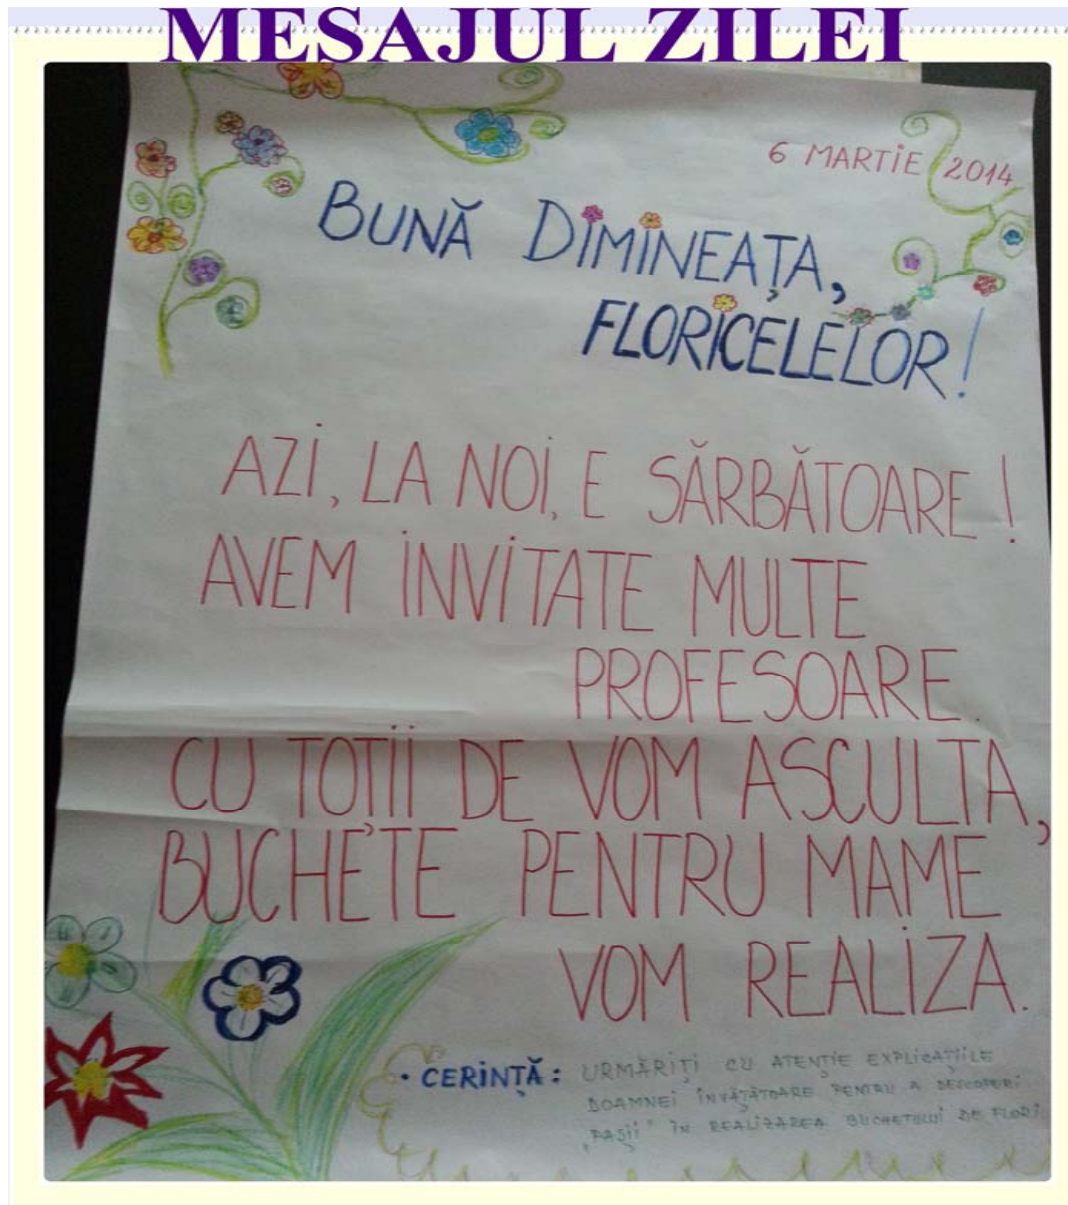 MESAJUL ZILEI
6 MARTIE 2014
BUNĂ DIMINEAȚA,
FLORICELELOR!
AZI, LA NOI, E SĂRBĂTOARE!
AVEM INVITATE MULTE
PROFESOARE.
CU TOȚII DE VOM ASCULTA,
BUCHETE PENTRU MAME
VOM REALIZA.
• CERINȚĂ: URMĂRIȚI CU ATENȚIE EXPLICAȚIILE
DOAMNEI ÎNVĂȚĂTOARE PENTRU A DESCOPERI
„PAȘII" ÎN REALIZAREA BUCHETULUI DE FLORI